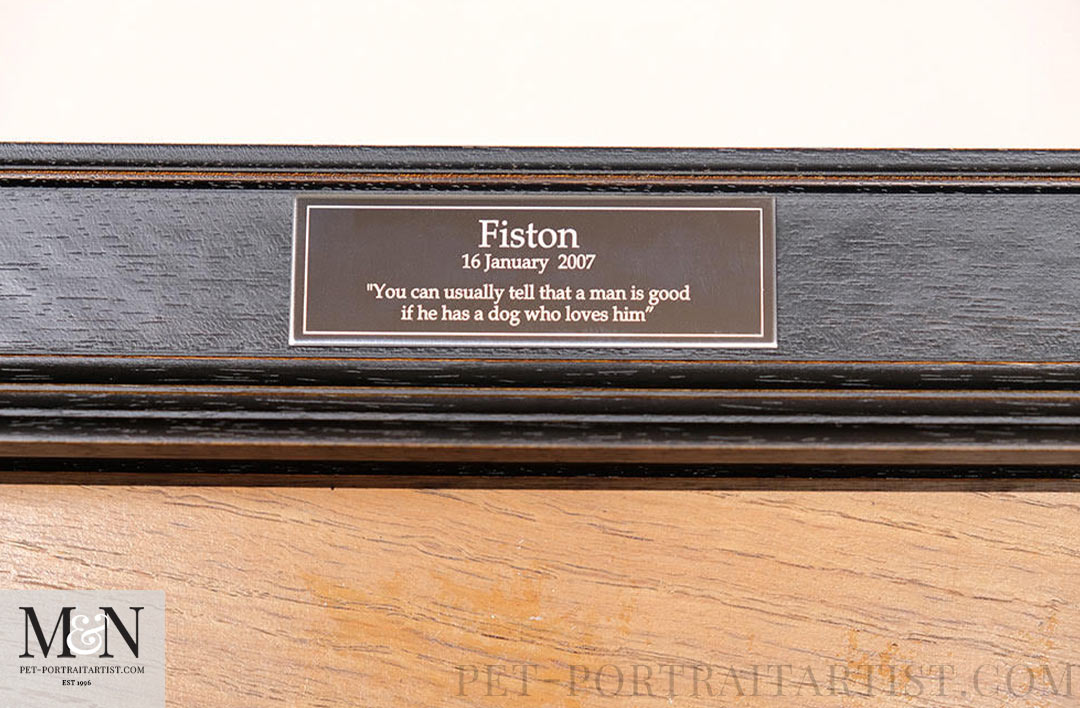 Fiston
16 January 2007
"You can usually tell that a man is good
if he has a dog who loves him"
M&N
PET-PORTRAITARTIST.COM
EST 1996
PET-PORTRAITARTIST.COM